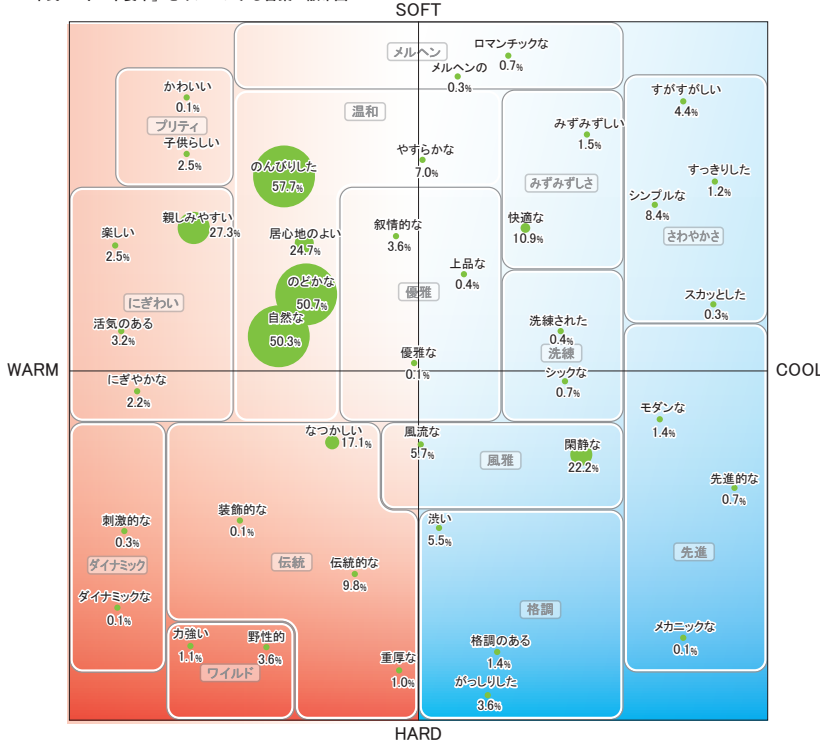 SOFT
メルヘン
ロマンチックな
0.7%
メルヘンの
0.3%
かわいい
0.1%
プリティ
子供らしい
2.5%
温和
のんびりした
57.7%
やすらかな
7.0%
みずみずしい
1.5%
みずみずしさ
すがすがしい
4.4%
すっきりした
1.2%
シンプルな
8.4%
さわやかさ
スカッとした
0.3%
楽しい
2.5%
親しみやすい
27.3%
居心地のよい
24.7%
叙情的な
3.6%
快適な
10.9%
上品な
0.4%
のどかな
50.7%
優雅
にぎわい
自然な
50.3%
活気のある
3.2%
洗練された
0.4%
洗練
優雅な
0.1%
シックな
0.7%
WARM
COOL
にぎやかな
2.2%
モダンな
1.4%
なつかしい
17.1%
風流な
5.7%
風雅
閑静な
22.2%
先進的な
0.7%
刺激的な
0.3%
ダイナミック
ダイナミックな
0.1%
装飾的な
0.1%
伝統
伝統的な
9.8%
渋い
5.5%
先進
格調
力強い
1.1%
野性的
3.6%
ワイルド
重厚な
1.0%
格調のある
1.4%
がっしりした
3.6%
メカニックな
0.1%
HARD